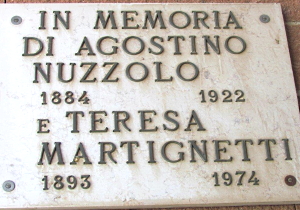 IN MEMORIA
DI AGOSTINO
NUZZOLO
1884 1922
E TERESA
MARTIGNETTI
1893 1974